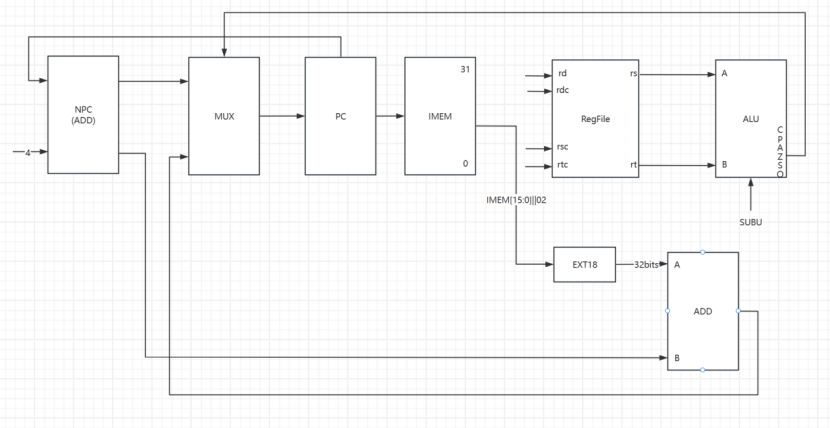 NPC
(ADD)
4
MUX
PC
31
IMEM
0
rd
rdc
rs
RegFile
rsc
rtc
rt
A
ALU
B
C
P
A
Z
S
O
SUBU
IMEM[15:0]||02
EXT18
32bits
A
ADD
B